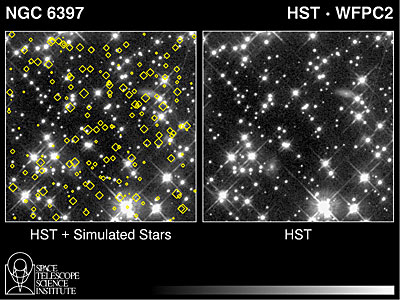 NGC 6397
HST · WFPC2
HST + Simulated Stars
HST
SPACE
TELESCOPE
SCIENCE
INSTITUTE